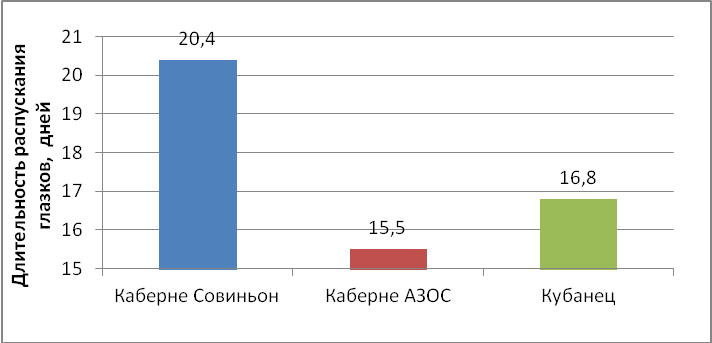 Длительность распускания
глазков, дней
21
20
19
18
17
16
15
20,4
15,5
16,8
Каберне Совиньон
Каберне АЗОС
Кубанец